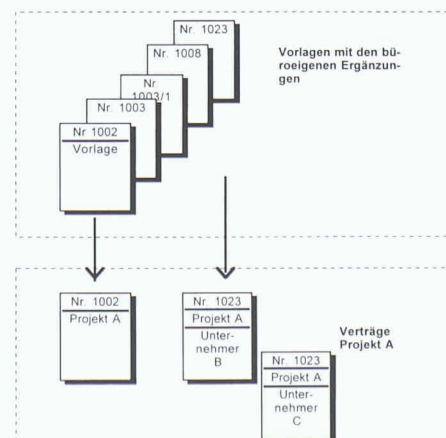 Nr. 1023
Nr. 1008
Nr.
1003/1
Nr. 1003
Nr. 1002
Vorlage
Vorlagen mit den bü-
roeigenen Ergänzun-
gen
Nr. 1002
Projekt A
Nr. 1023
Projekt A
Unter-
nehmer
B
Verträge
Projekt A
Nr. 1023
Projekt A
Unter-
nehmer
C